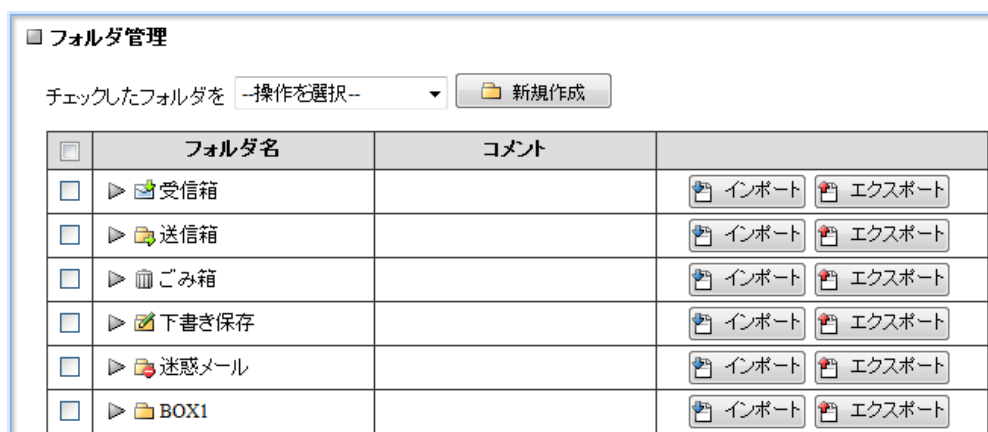 フォルダ管理
チェックしたフォルダを --操作を選択-- 新規作成
フォルダ名 コメント
受信箱 インポート エクスポート
送信箱 インポート エクスポート
ごみ箱 インポート エクスポート
下書き保存 インポート エクスポート
迷惑メール インポート エクスポート
BOX1 インポート エクスポート